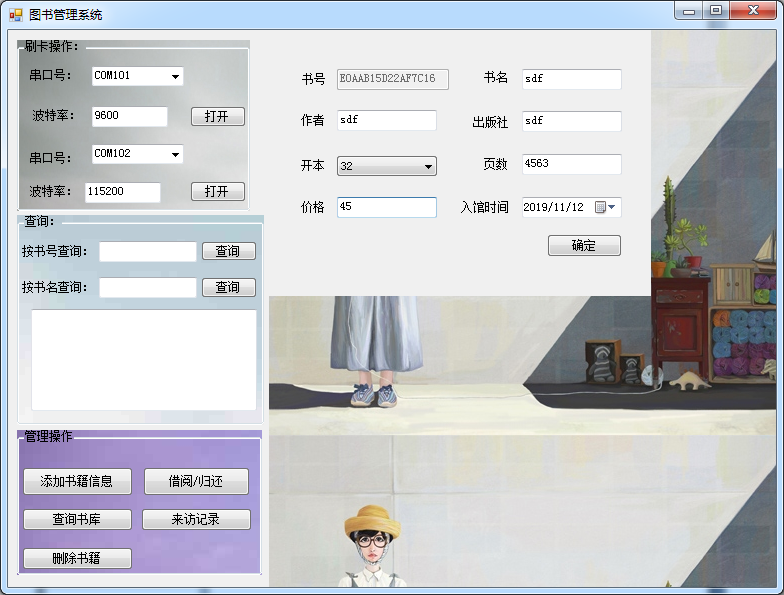 图书管理系统
刷卡操作：
串口号： COM101
波特率： 9600 打开
串口号： COM102
波特率： 115200 打开
查询：
按书号查询： 查询
按书名查询： 查询
管理操作
添加书籍信息 借阅/归还
查询书库 来访记录
删除书籍
书号 E0AAB15D22AF7C16 书名 sdf
作者 sdf 出版社 sdf
开本 32 页数 4563
价格 45 入馆时间 2019/11/12
确定